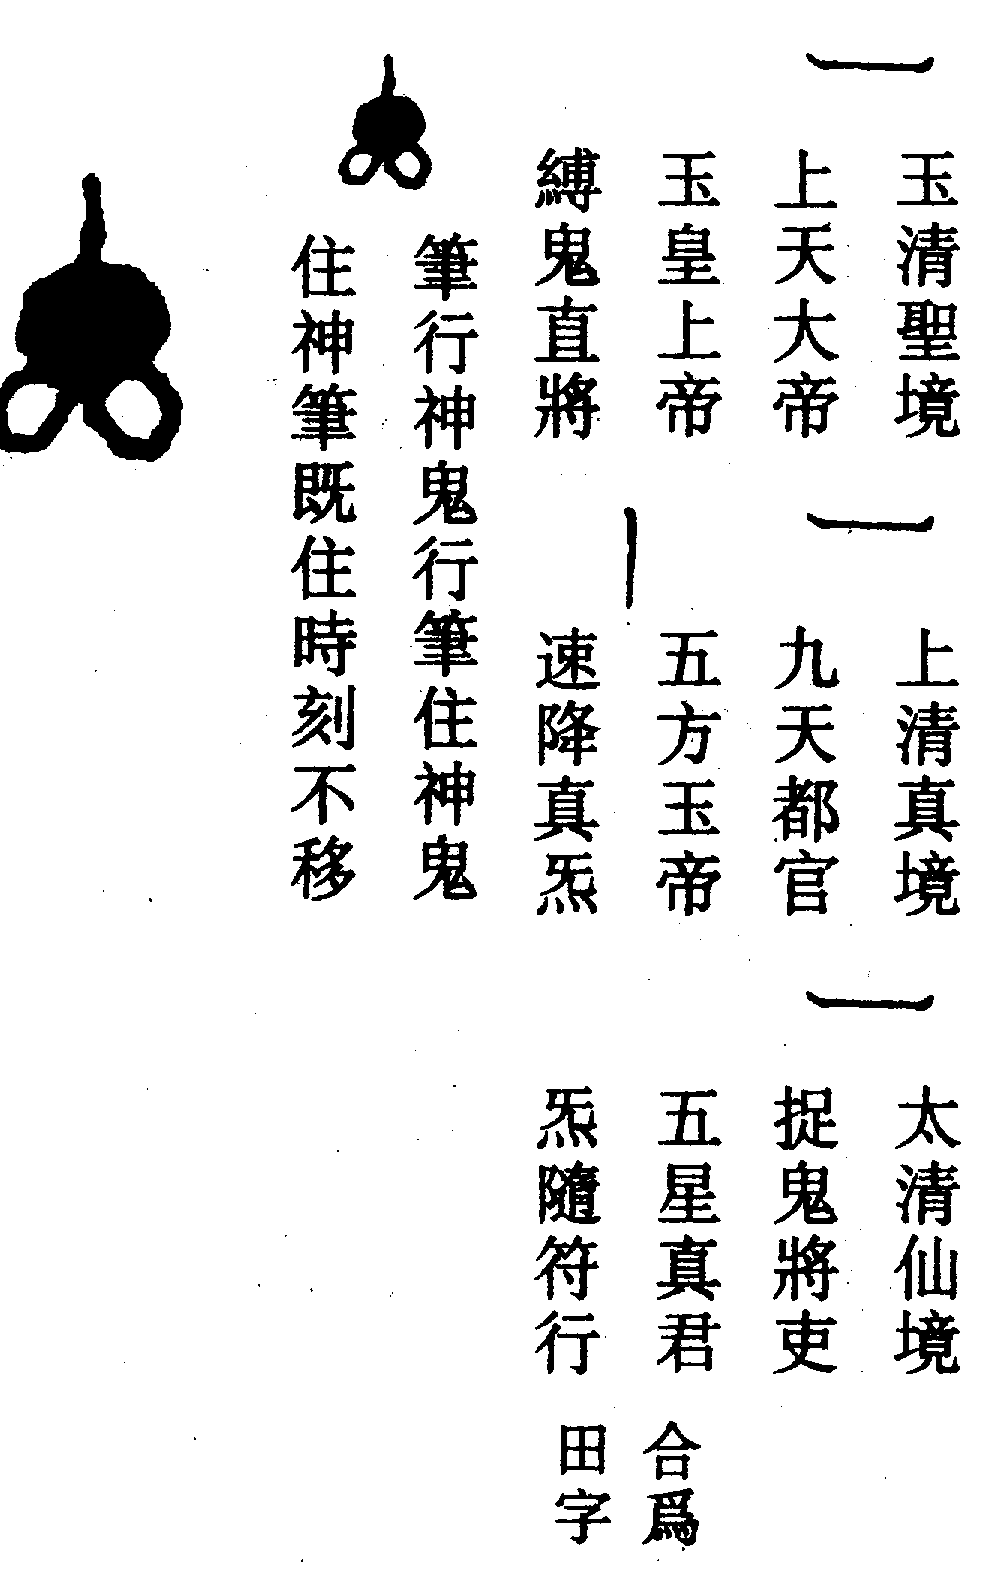 玉清聖境　上清真境　太清仙境
上天大帝　九天都官　捉鬼將吏
玉皇上帝　五方玉帝　五星真君　合爲
縛鬼直將　速降真炁　炁隨符行　田字
筆行神鬼行筆住神鬼
住神筆既住時刻不移